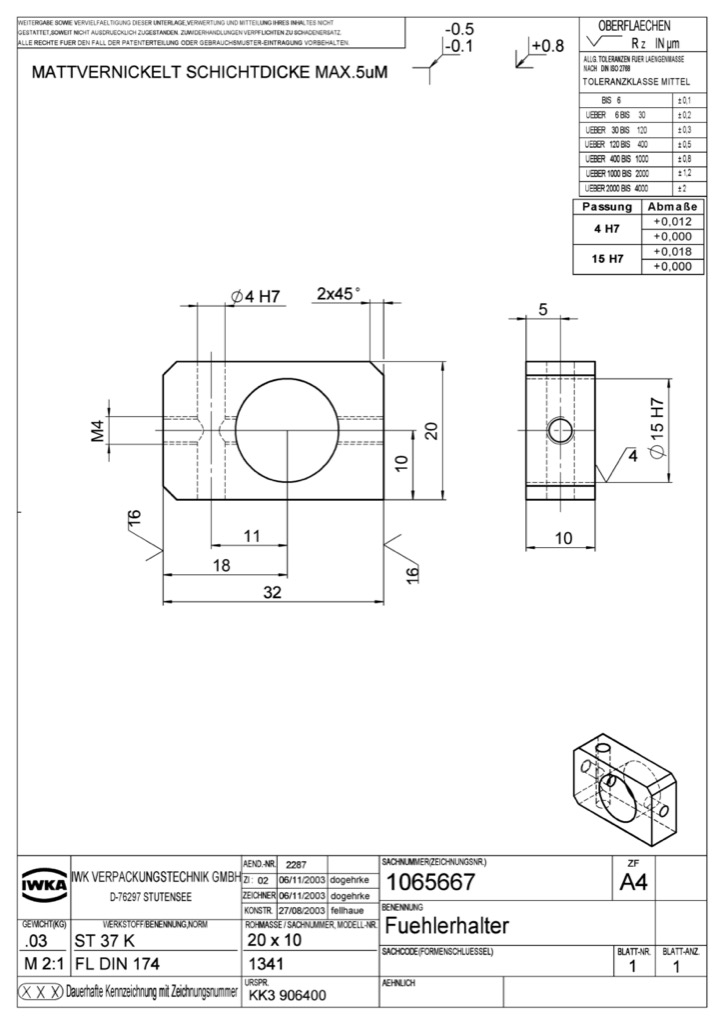 WEITERGABE SOWIE VERVIELFAELTIGUNG DIESER UNTERLAGE,VERWERTUNG UND MITTEILUNG IHRES INHALTES NICHT
GESTATTET,SOWEIT NICHT AUSDRUECKLICH ZUGESTANDEN. ZUWIDERHANDLUNGEN VERPFLICHTEN ZU SCHADENERSATZ.
ALLE RECHTE FUER DEN FALL DER PATENTERTEILUNG ODER GEBRAUCHSMUSTER-EINTRAGUNG VORBEHALTEN.
MATTVERNICKELT SCHICHTDICKE MAX.5uM
-0.5
-0.1
+0.8
OBERFLAECHEN
Rz IN µm
ALLG. TOLERANZEN FUER LAENGENMASSE
NACH DIN ISO 2768
TOLERANZKLASSE MITTEL
BIS 6 ±0,1
UEBER 6 BIS 30 ±0,2
UEBER 30 BIS 120 ±0,3
UEBER 120 BIS 400 ±0,5
UEBER 400 BIS 1000 ±0,8
UEBER 1000 BIS 2000 ±1,2
UEBER 2000 BIS 4000 ±2
Passung Abmaße
4 H7 +0,012
+0,000
15 H7 +0,018
+0,000
∅4 H7
2x45°
5
M4
20
10
∅15 H7
4
16
11
18
32
16
10
IWKA
IWK VERPACKUNGSTECHNIK GMBH
D-76297 STUTENSEE
AEND.-NR. 2287
ZI: 02 06/11/2003 dogehrke
ZEICHNER 06/11/2003 dogehrke
KONSTR. 27/08/2003 fellhaue
SACHNUMMER(ZEICHNUNGSNR.)
1065667
ZF
A4
BENENNUNG
Fuehlerhalter
GEWICHT(KG)
.03
WERKSTOFF/BENENNUNG,NORM
ST 37 K
ROHMASSE / SACHNUMMER, MODELL-NR.
20 x 10
SACHCODE(FORMENSCHLUESSEL)
BLATT-NR.
1
BLATT-ANZ.
1
M 2:1
FL DIN 174
1341
X X X Dauerhafte Kennzeichnung mit Zeichnungsnummer
URSPR.
KK3 906400
AEHNLICH